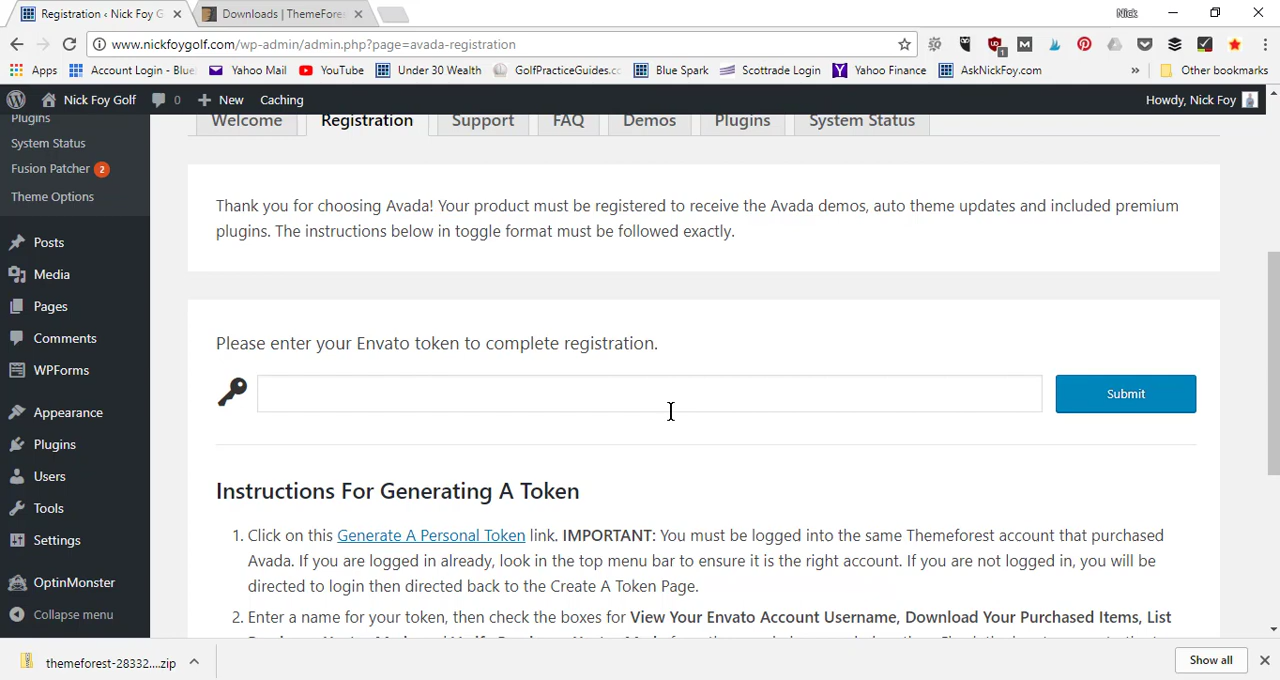 Registration ‹ Nick Foy G
Downloads | ThemeFore
Nick
www.nickfoygolf.com/wp-admin/admin.php?page=avada-registration
Apps
Account Login - Blue
Yahoo Mail
YouTube
Under 30 Wealth
GolfPracticeGuides.cc
Blue Spark
Scottrade Login
Yahoo Finance
AskNickFoy.com
»
Other bookmarks
Nick Foy Golf
0
New
Caching
Howdy, Nick Foy
Plugins
System Status
Fusion Patcher 2
Theme Options
Posts
Media
Pages
Comments
WPForms
Appearance
Plugins
Users
Tools
Settings
OptinMonster
Collapse menu
Welcome
Registration
Support
FAQ
Demos
Plugins
System Status
Thank you for choosing Avada! Your product must be registered to receive the Avada demos, auto theme updates and included premium
plugins. The instructions below in toggle format must be followed exactly.
Please enter your Envato token to complete registration.
Submit
Instructions For Generating A Token
1. Click on this Generate A Personal Token link. IMPORTANT: You must be logged into the same Themeforest account that purchased
Avada. If you are logged in already, look in the top menu bar to ensure it is the right account. If you are not logged in, you will be
directed to login then directed back to the Create A Token Page.
2. Enter a name for your token, then check the boxes for View Your Envato Account Username, Download Your Purchased Items, List
themeforest-28332....zip
Show all